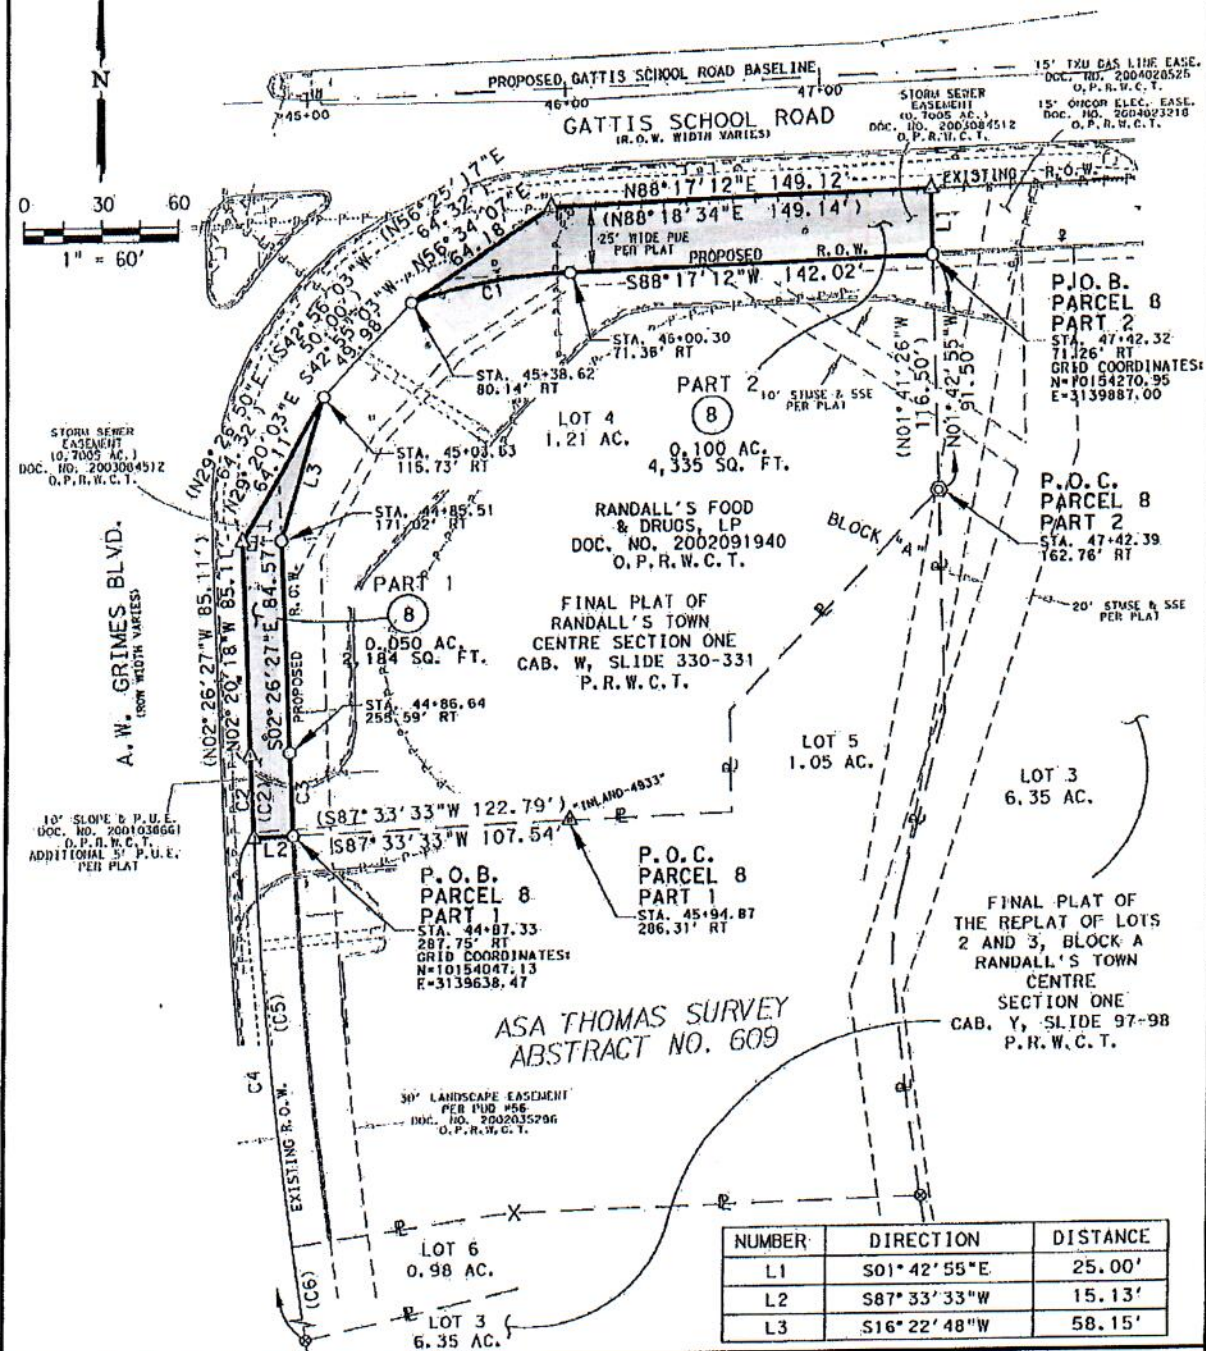 N
0 30 60
1" = 60'
PROPOSED GATTIS SCHOOL ROAD BASELINE
45+00
46+00
47+00
GATTIS SCHOOL ROAD
(R.O.W. WIDTH VARIES)
STORM SEWER
EASEMENT
(0.7005 AC.)
DOC. NO. 2003084512
O.P.R.W.C.T.
15' TXU GAS LINE EASE.
DOC. NO. 2004020526
O.P.R.W.C.T.
15' ONCOR ELEC. EASE.
DOC. NO. 2004023218
O.P.R.W.C.T.
EXISTING R.O.W.
N88°17'12"E 149.12'
(N88°18'34"E 149.14')
25' WIDE PUE
PER PLAT
PROPOSED R.O.W.
S88°17'12"W 142.02'
L1
C1
(N56°25'17"E
64.32')
N56°34'07"E
64.18'
(S42°56'03"W
50.00')
S42°55'03"W
49.98'
(N29°26'50"E
64.32')
N29°20'03"E
64.11'
L3
STA. 46+00.30
71.36' RT
STA. 45+38.62
80.14' RT
STA. 45+03.63
116.73' RT
STA. 44+85.51
171.02' RT
STA. 44+86.64
255.59' RT
P.O.B.
PARCEL 8
PART 2
STA. 47+42.32
71.26' RT
GRID COORDINATES:
N=10154270.95
E=3139887.00
(N01°41'26"W
116.50')
N01°42'55"W
91.50'
PART 2
8
0.100 AC.
4,335 SQ. FT.
10' STMSE & SSE
PER PLAT
LOT 4
1.21 AC.
STORM SEWER
EASEMENT
(0.7005 AC.)
DOC. NO. 2003084512
O.P.R.W.C.T.
RANDALL'S FOOD
& DRUGS, LP
DOC. NO. 2002091940
O.P.R.W.C.T.
FINAL PLAT OF
RANDALL'S TOWN
CENTRE SECTION ONE
CAB. W, SLIDE 330-331
P.R.W.C.T.
BLOCK "A"
P.O.C.
PARCEL 8
PART 2
STA. 47+42.39
162.76' RT
20' STMSE & SSE
PER PLAT
A.W. GRIMES BLVD.
(ROW WIDTH VARIES)
(N02°26'27"W 85.11')
N02°20'18"W 85.11'
S02°26'27"E 84.57'
PROPOSED R.O.W.
PART 1
8
0.050 AC.
184 SQ. FT.
LOT 5
1.05 AC.
LOT 3
6.35 AC.
C2
(C2)
C3
L2
(S87°33'33"W 122.79')
S87°33'33"W 107.54'
"INLAND-4933"
10' SLOPE & P.U.E.
DOC. NO. 2001030661
O.P.R.W.C.T.
ADDITIONAL 5' P.U.E.
PER PLAT
P.O.B.
PARCEL 8
PART 1
STA. 44+87.33
287.75' RT
GRID COORDINATES:
N=10154047.13
E=3139638.47
P.O.C.
PARCEL 8
PART 1
STA. 45+94.87
286.31' RT
FINAL PLAT OF
THE REPLAT OF LOTS
2 AND 3, BLOCK A
RANDALL'S TOWN
CENTRE
SECTION ONE
CAB. Y, SLIDE 97-98
P.R.W.C.T.
ASA THOMAS SURVEY
ABSTRACT NO. 609
C4
(C5)
EXISTING R.O.W.
(C6)
30' LANDSCAPE EASEMENT
PER PUD #56
DOC. NO. 2002035296
O.P.R.W.C.T.
LOT 6
0.98 AC.
LOT 3
6.35 AC.
NUMBER DIRECTION DISTANCE
L1 S01°42'55"E 25.00'
L2 S87°33'33"W 15.13'
L3 S16°22'48"W 58.15'